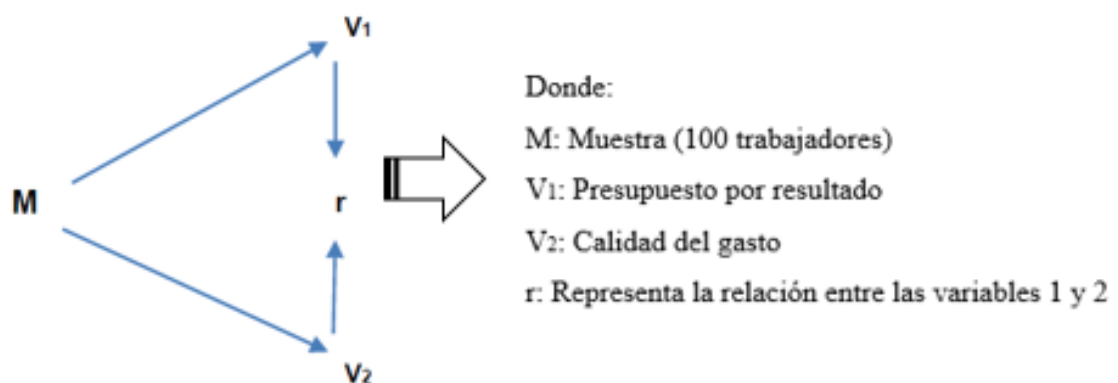 V1
M
r
V2
Donde:
M: Muestra (100 trabajadores)
V1: Presupuesto por resultado
V2: Calidad del gasto
r: Representa la relación entre las variables 1 y 2